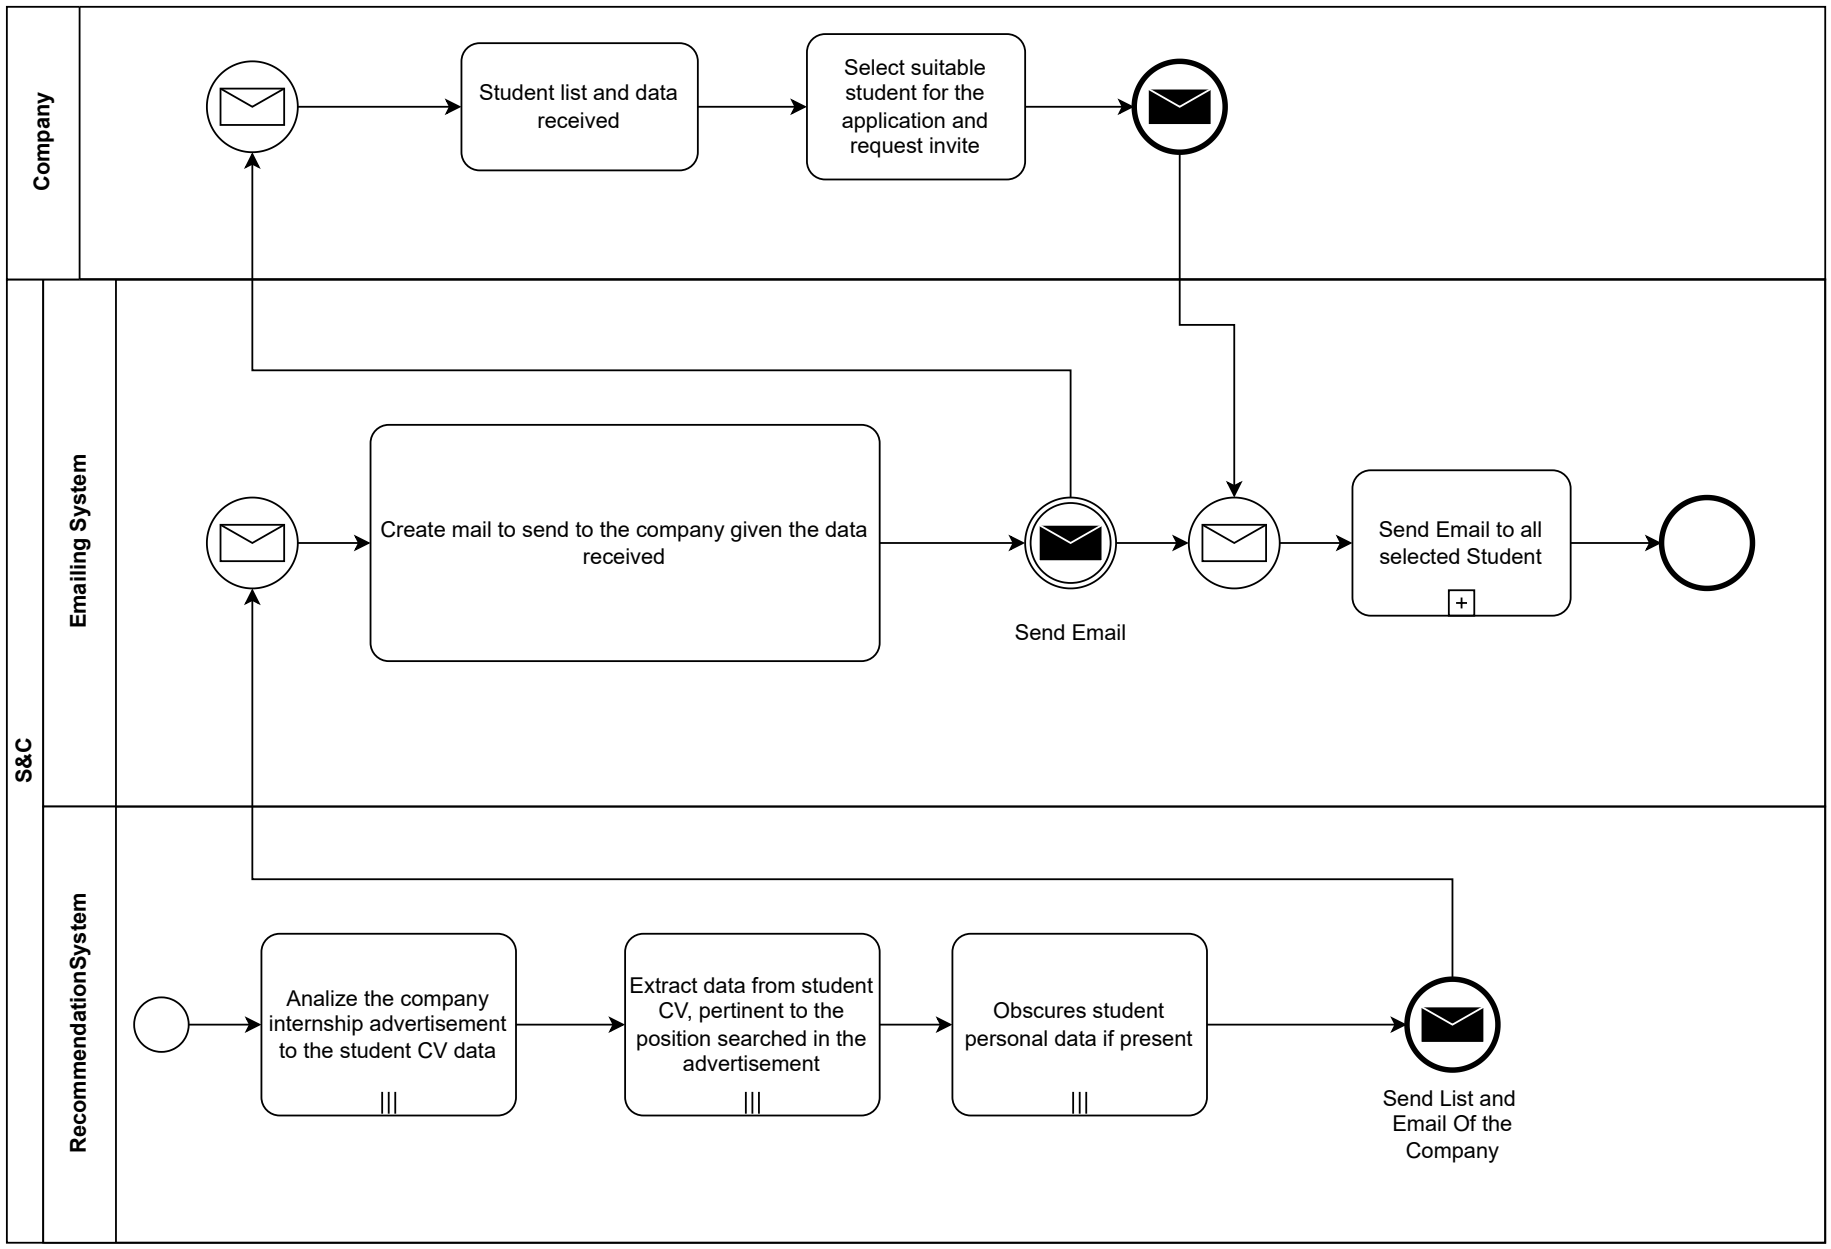 Company
Student list and data
received
Select suitable
student for the
application and
request invite
S&C
Emailing System
Create mail to send to the company given the data
received
Send Email
Send Email to all
selected Student
RecommendationSystem
Analize the company
internship advertisement
to the student CV data
Extract data from student
CV, pertinent to the
position searched in the
advertisement
Obscures student
personal data if present
Send List and
Email Of the
Company